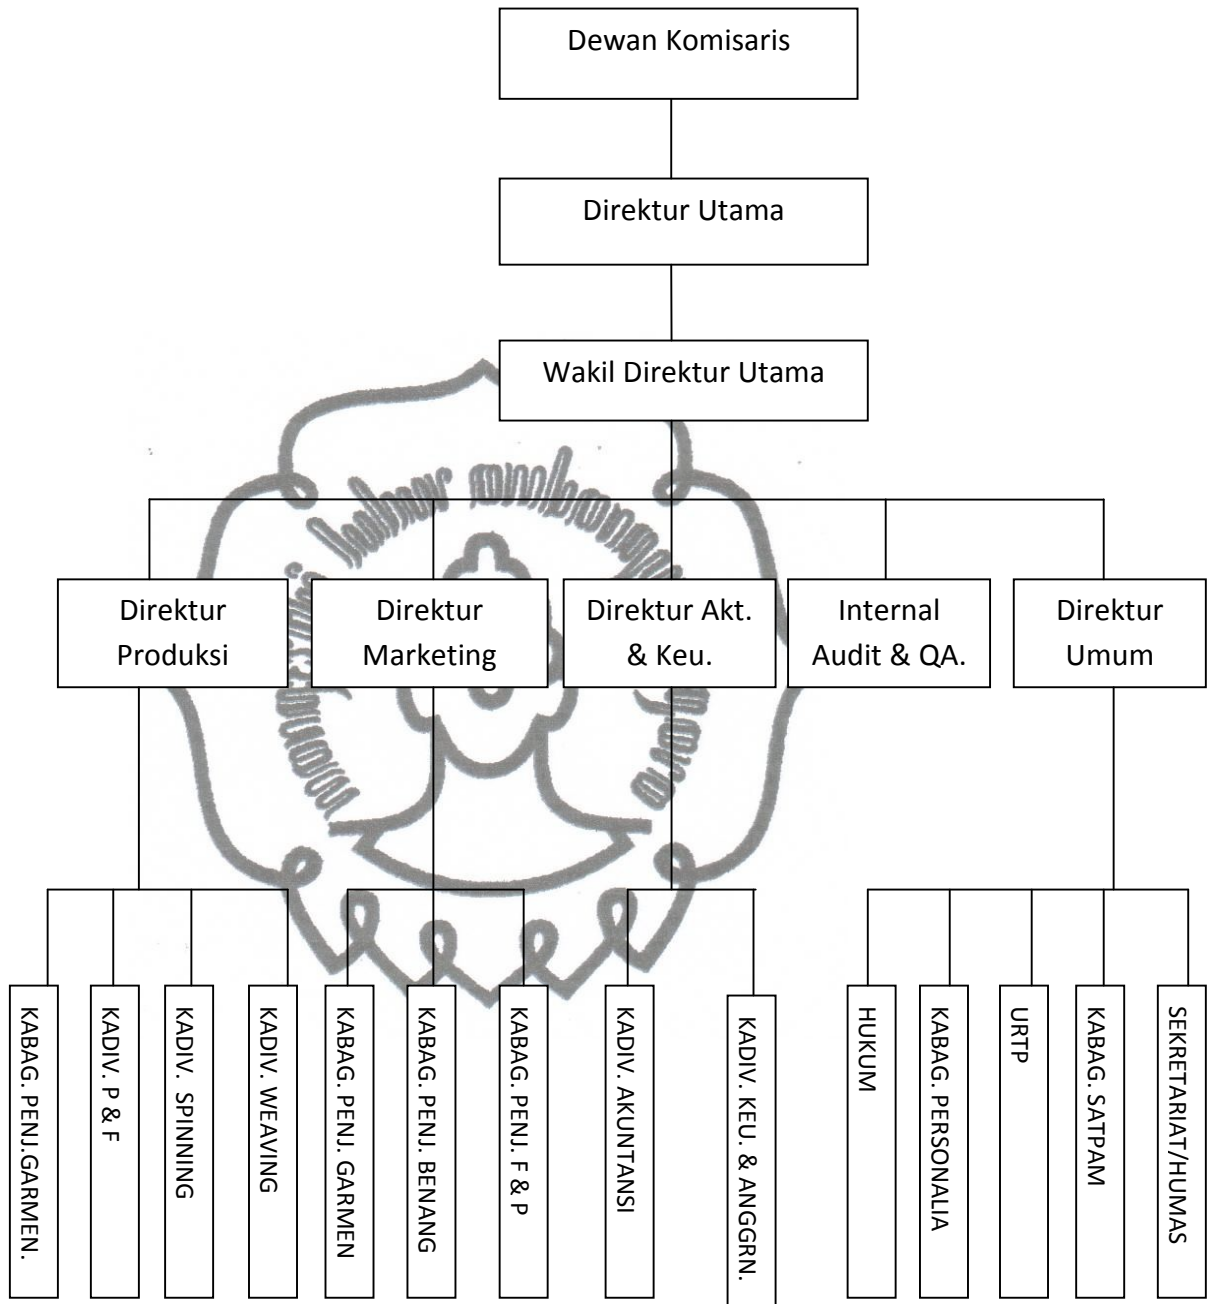 Dewan Komisaris
Direktur Utama
Wakil Direktur Utama
Direktur
Produksi
Direktur
Marketing
Direktur Akt.
& Keu.
Internal
Audit & QA.
Direktur
Umum
KABAG. PENJ.GARMEN.
KADIV. P & F
KADIV. SPINNING
KADIV. WEAVING
KABAG. PENJ. GARMEN
KABAG. PENJ. BENANG
KABAG. PENJ. F & P
KADIV. AKUNTANSI
KADIV. KEU. & ANGGRN.
HUKUM
KABAG. PERSONALIA
URTP
KABAG. SATPAM
SEKRETARIAT/HUMAS